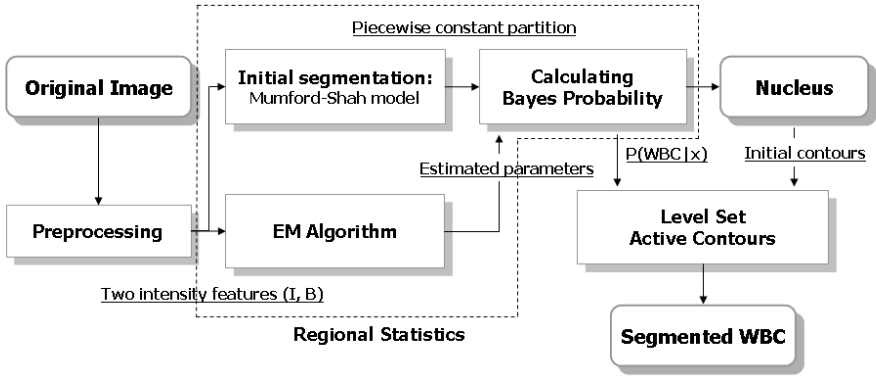 Piecewise constant partition
Original Image
Initial segmentation:
Mumford-Shah model
Calculating
Bayes Probability
Nucleus
P(WBC|x)
Initial contours
Estimated parameters
Preprocessing
EM Algorithm
Level Set
Active Contours
Two intensity features (I, B)
Regional Statistics
Segmented WBC